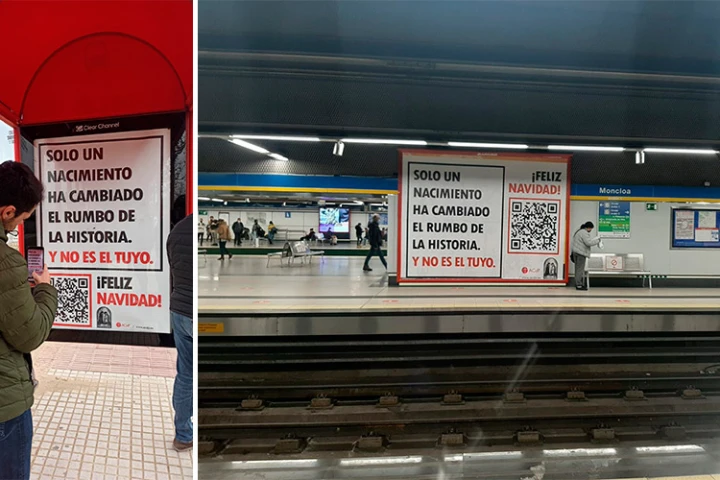 Clear Channel
SOLO UN
NACIMIENTO
HA CAMBIADO
EL RUMBO DE
LA HISTORIA.
Y NO ES EL TUYO.
¡FELIZ
NAVIDAD!
SOLO UN
NACIMIENTO
HA CAMBIADO
EL RUMBO DE
LA HISTORIA.
Y NO ES EL TUYO.
¡FELIZ
NAVIDAD!
Moncloa